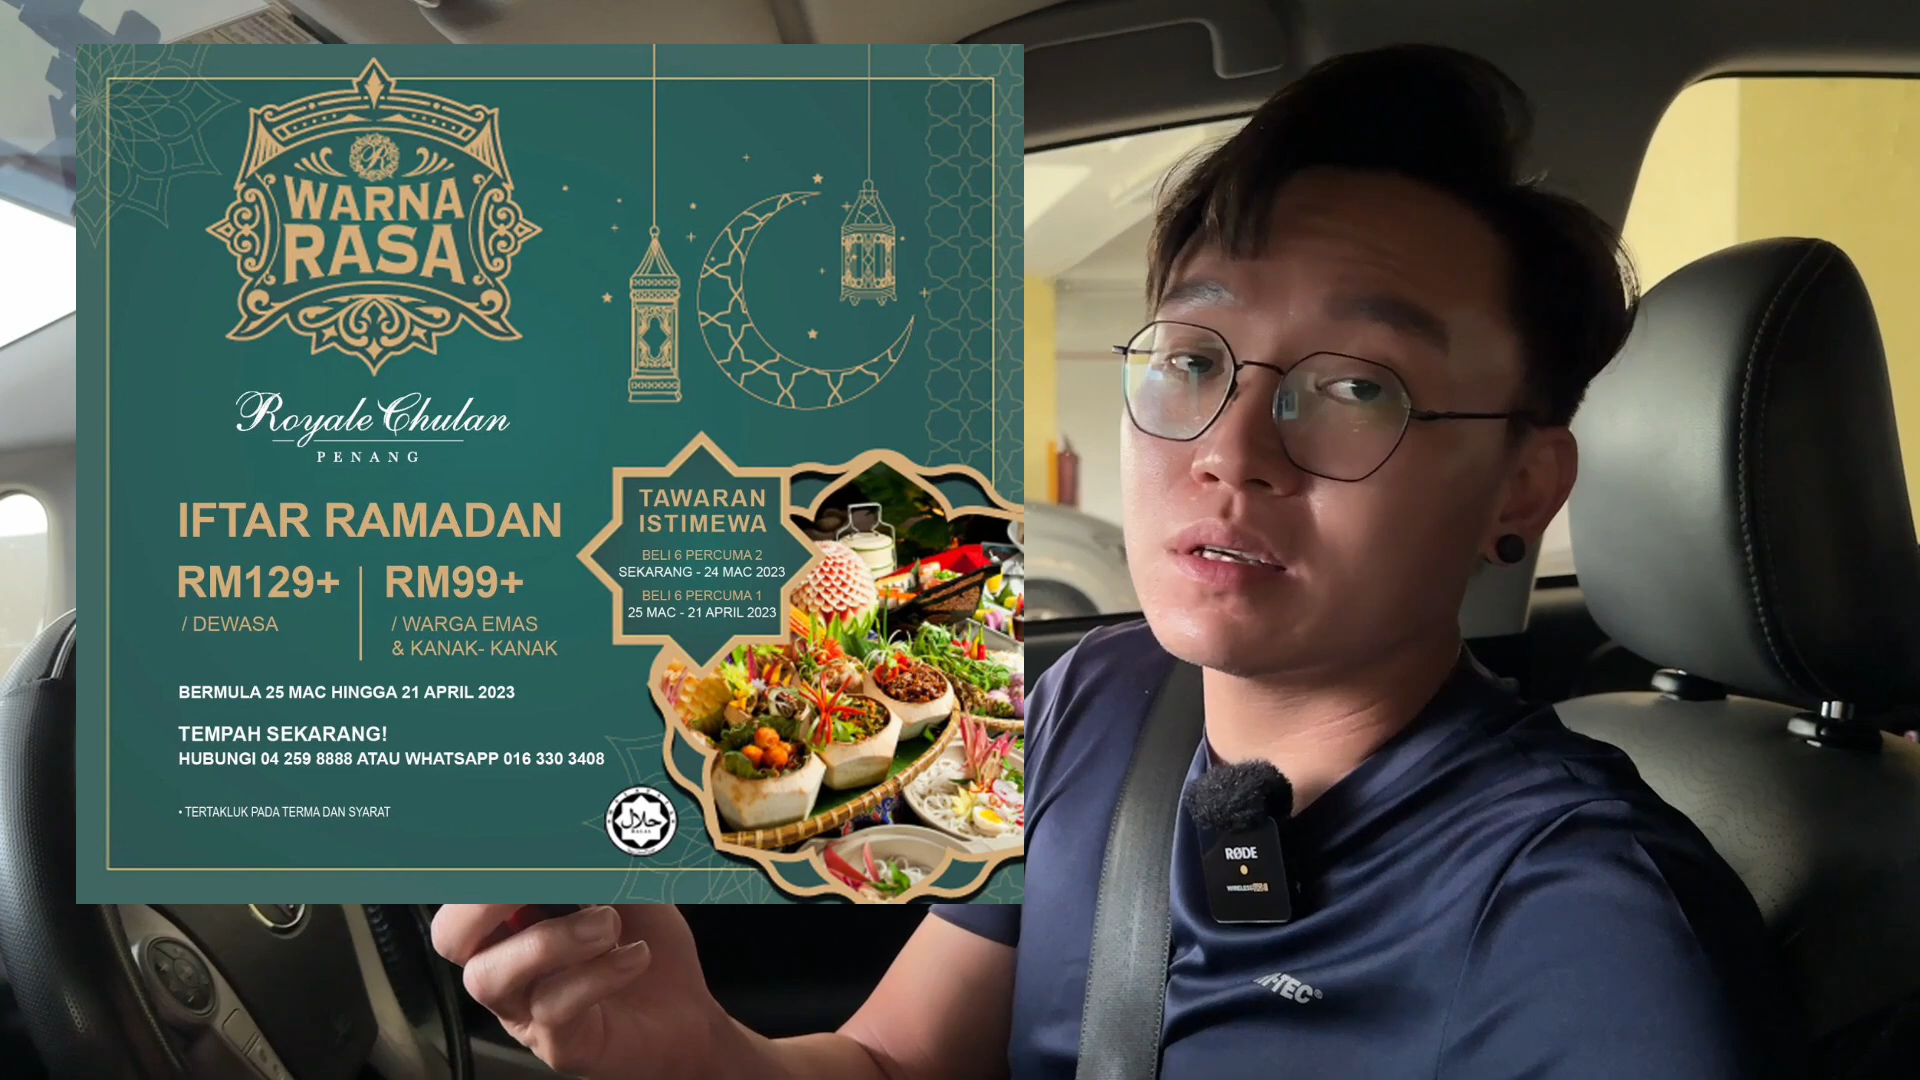 WARNA
RASA
Royale Chulan
PENANG
IFTAR RAMADAN
RM129+
/ DEWASA
RM99+
/ WARGA EMAS
& KANAK- KANAK
TAWARAN
ISTIMEWA
BELI 6 PERCUMA 2
SEKARANG - 24 MAC 2023
BELI 6 PERCUMA 1
25 MAC - 21 APRIL 2023
BERMULA 25 MAC HINGGA 21 APRIL 2023
TEMPAH SEKARANG!
HUBUNGI 04 259 8888 ATAU WHATSAPP 016 330 3408
• TERTAKLUK PADA TERMA DAN SYARAT
حلال
RØDE
WIRELESS